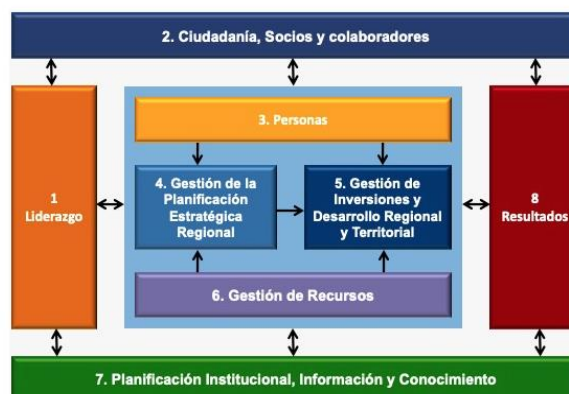 2. Ciudadanía, Socios y colaboradores
1
Liderazgo
3. Personas
4. Gestión de la
Planificación
Estratégica
Regional
5. Gestión de
Inversiones y
Desarrollo Regional
y Territorial
6. Gestión de Recursos
8
Resultados
7. Planificación Institucional, Información y Conocimiento